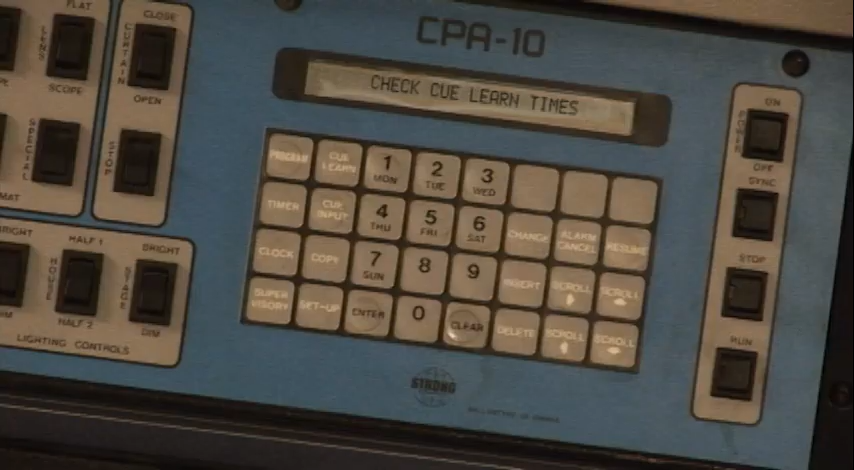 CPA-10
CHECK CUE LEARN TIMES
FLAT
LENS
SCOPE
SPECIAL
CLOSE
CURTAIN
OPEN
STOP
HALF 1
HOUSE
HALF 2
BRIGHT
STAGE
DIM
LIGHTING CONTROLS
PROGRAM
CUE LEARN
1 MON
2 TUE
3 WED
TIMER
CUE INPUT
4 THU
5 FRI
6 SAT
CHANGE
ALARM CANCEL
RESUME
CLOCK
COPY
7 SUN
8
9
INSERT
SCROLL
SCROLL
SUPER VISORY
SET-UP
ENTER
0
CLEAR
DELETE
SCROLL
SCROLL
STRONG
ON
POWER
OFF
SYNC
STOP
RUN